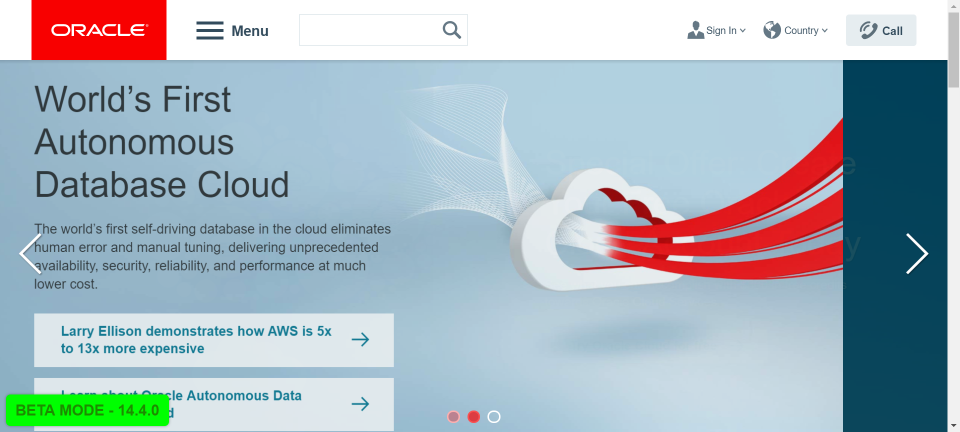 ORACLE
Menu
Sign In
Country
Call
World's First
Autonomous
Database Cloud
The world's first self-driving database in the cloud eliminates
human error and manual tuning, delivering unprecedented
availability, security, reliability, and performance at much
lower cost.
Larry Ellison demonstrates how AWS is 5x
to 13x more expensive
Learn about Oracle Autonomous Data
BETA MODE - 14.4.0